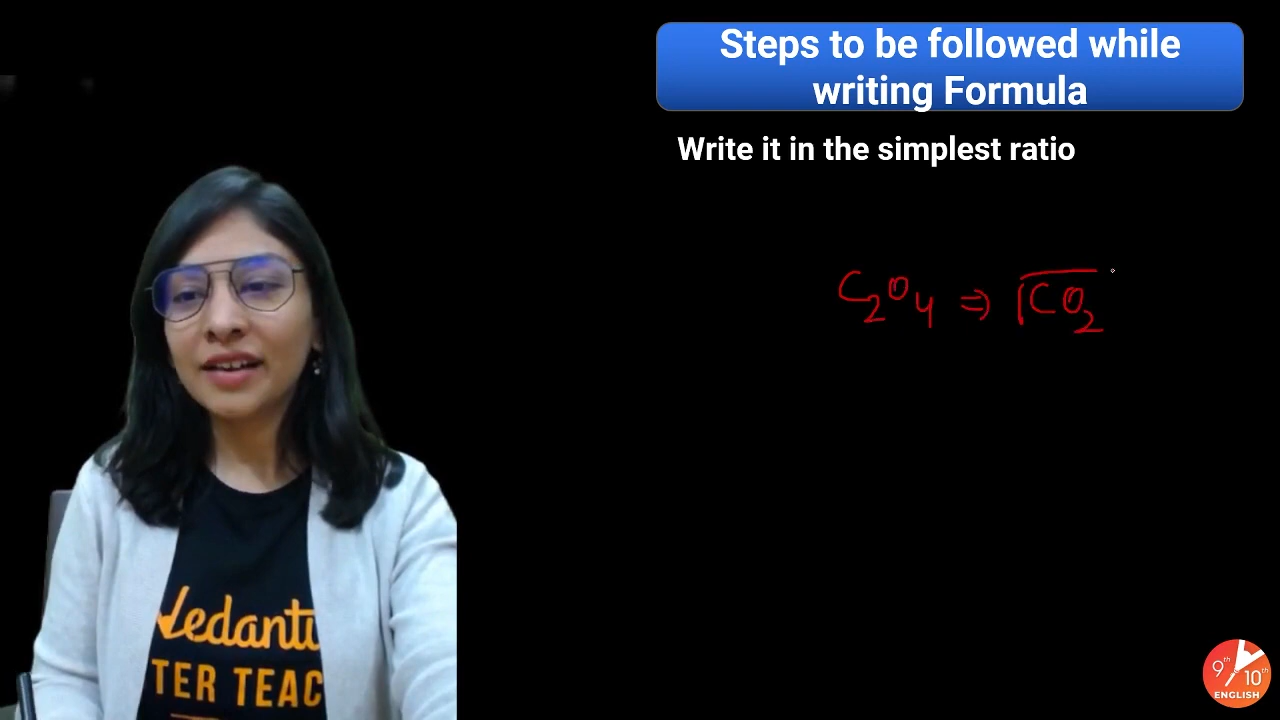 Steps to be followed while
writing Formula
Write it in the simplest ratio
C₂O₄ ⇒ CO₂
Vedantu
TER TEAC
9th 10th
ENGLISH